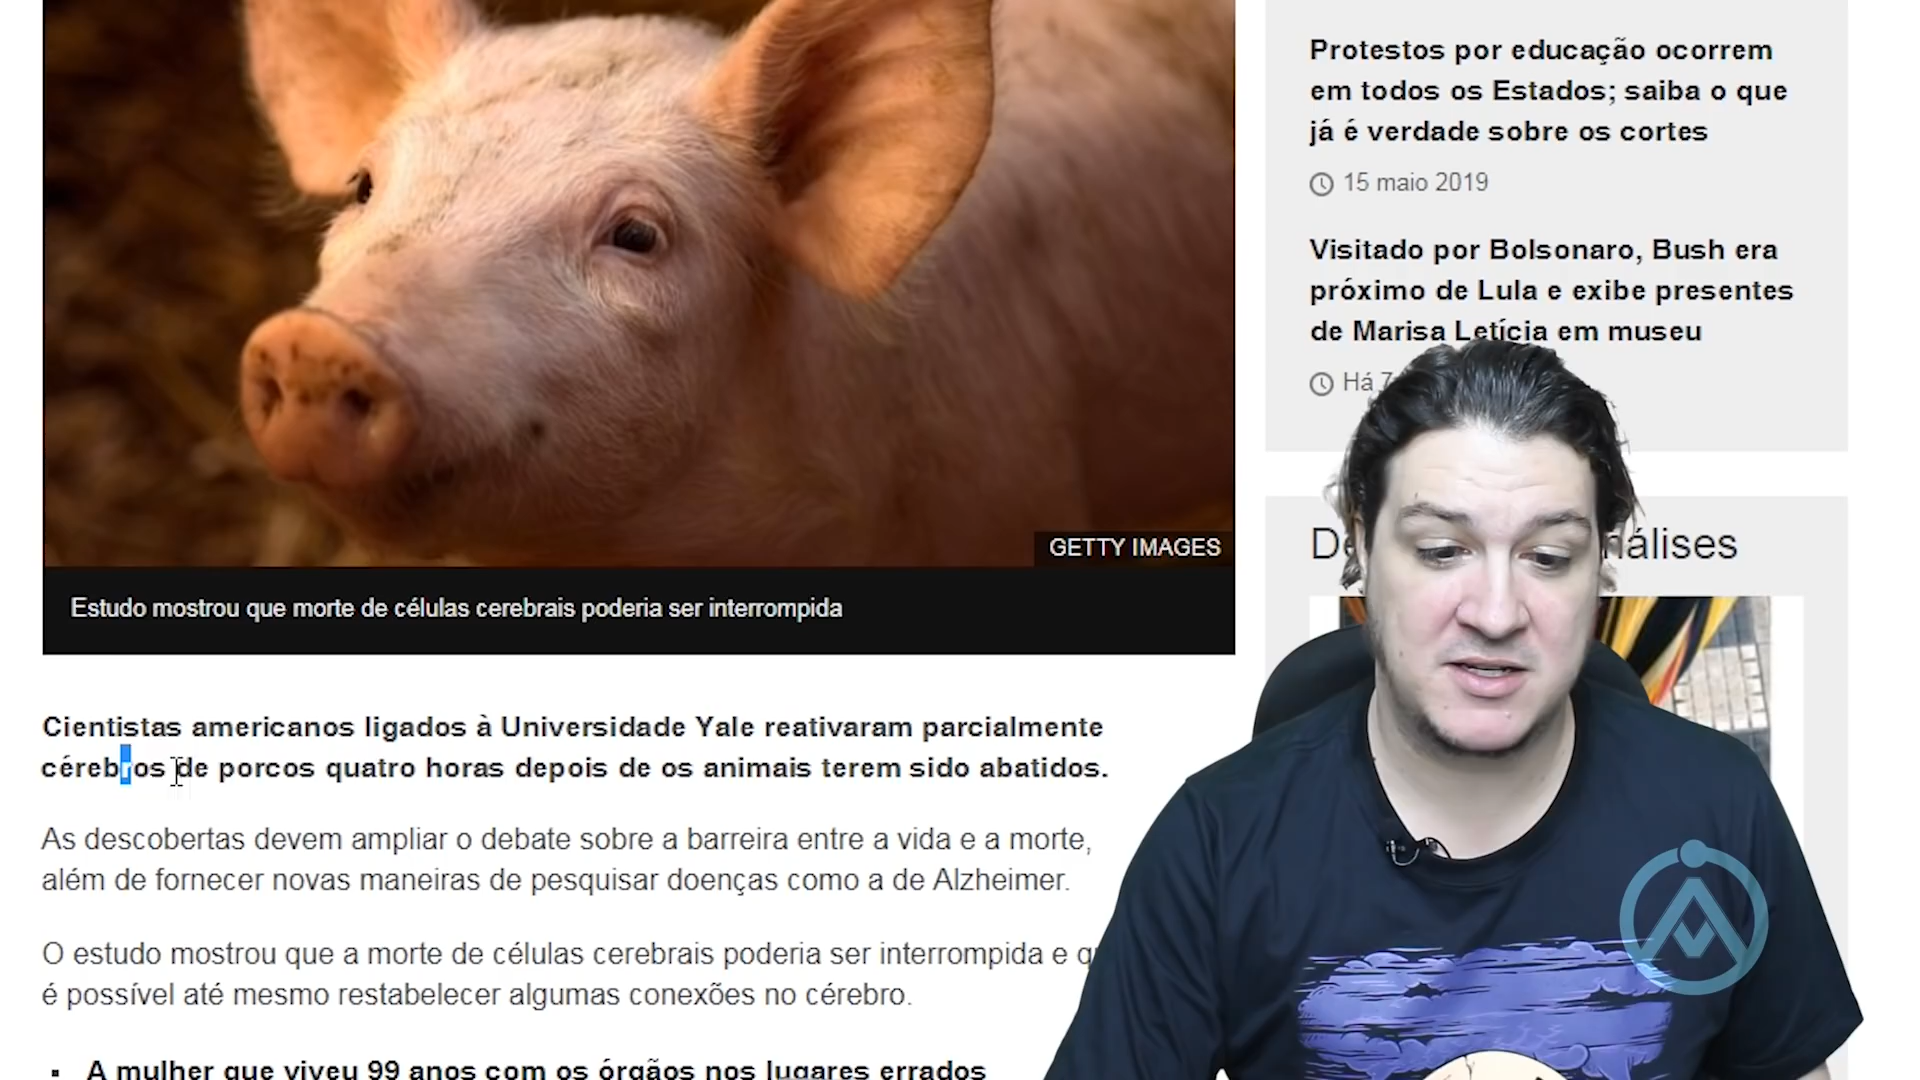 GETTY IMAGES
Estudo mostrou que morte de células cerebrais poderia ser interrompida
Cientistas americanos ligados à Universidade Yale reativaram parcialmente
cérebros de porcos quatro horas depois de os animais terem sido abatidos.
As descobertas devem ampliar o debate sobre a barreira entre a vida e a morte,
além de fornecer novas maneiras de pesquisar doenças como a de Alzheimer.
O estudo mostrou que a morte de células cerebrais poderia ser interrompida e
é possível até mesmo restabelecer algumas conexões no cérebro.
A mulher que viveu 99 anos com os órgãos nos lugares errados
Protestos por educação ocorrem
em todos os Estados; saiba o que
já é verdade sobre os cortes
15 maio 2019
Visitado por Bolsonaro, Bush era
próximo de Lula e exibe presentes
de Marisa Letícia em museu
Há 7